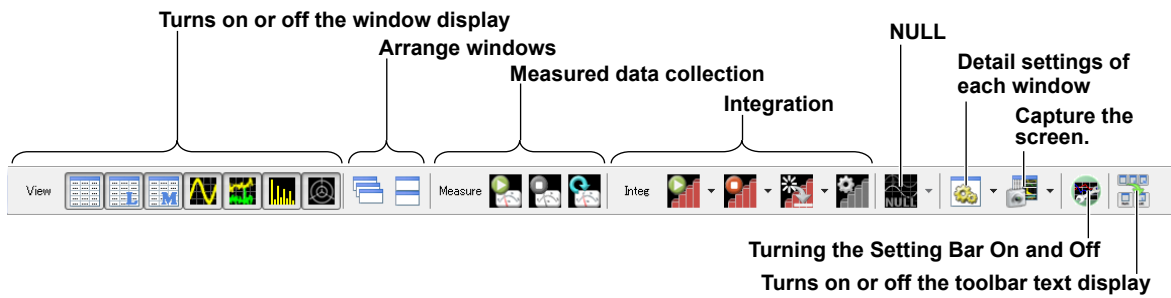 Turns on or off the window display
Arrange windows
Measured data collection
Integration
NULL
Detail settings of
each window
Capture the
screen.
View
L
M
Measure
Integ
NULL
Turning the Setting Bar On and Off
Turns on or off the toolbar text display